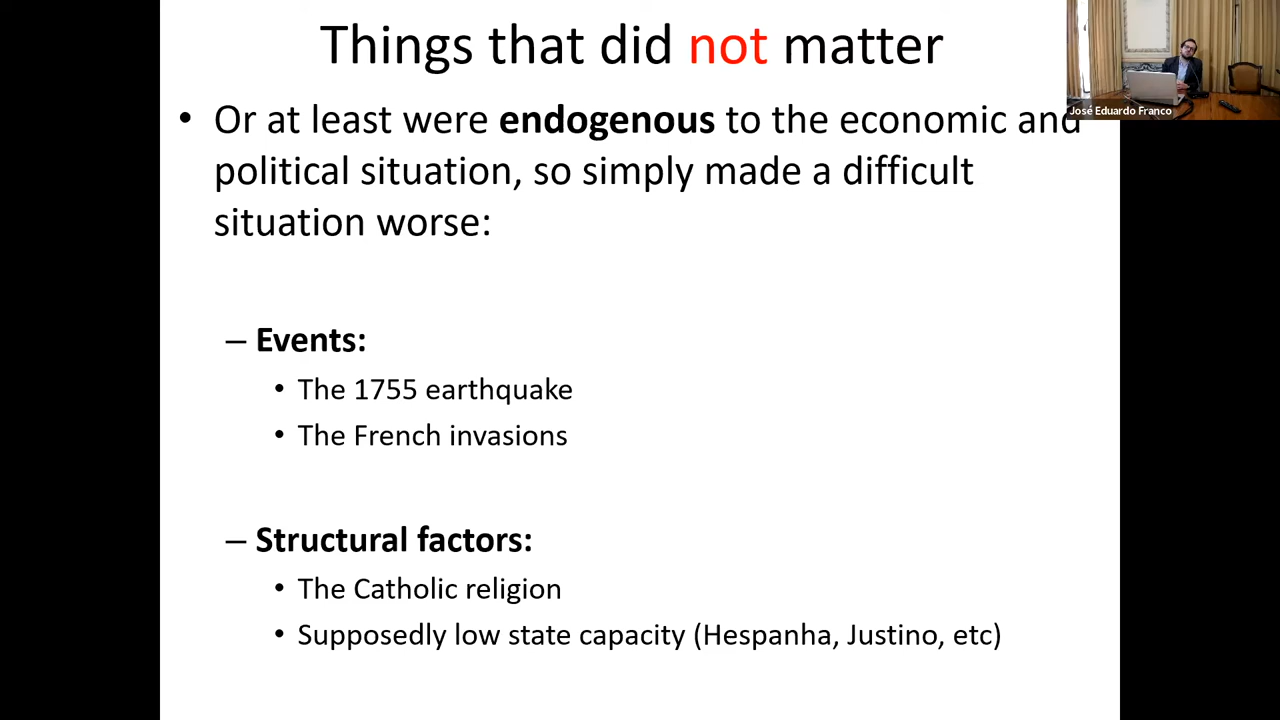 Things that did not matter
• Or at least were endogenous to the economic and
political situation, so simply made a difficult
situation worse:
– Events:
• The 1755 earthquake
• The French invasions
– Structural factors:
• The Catholic religion
• Supposedly low state capacity (Hespanha, Justino, etc)
José Eduardo Franco